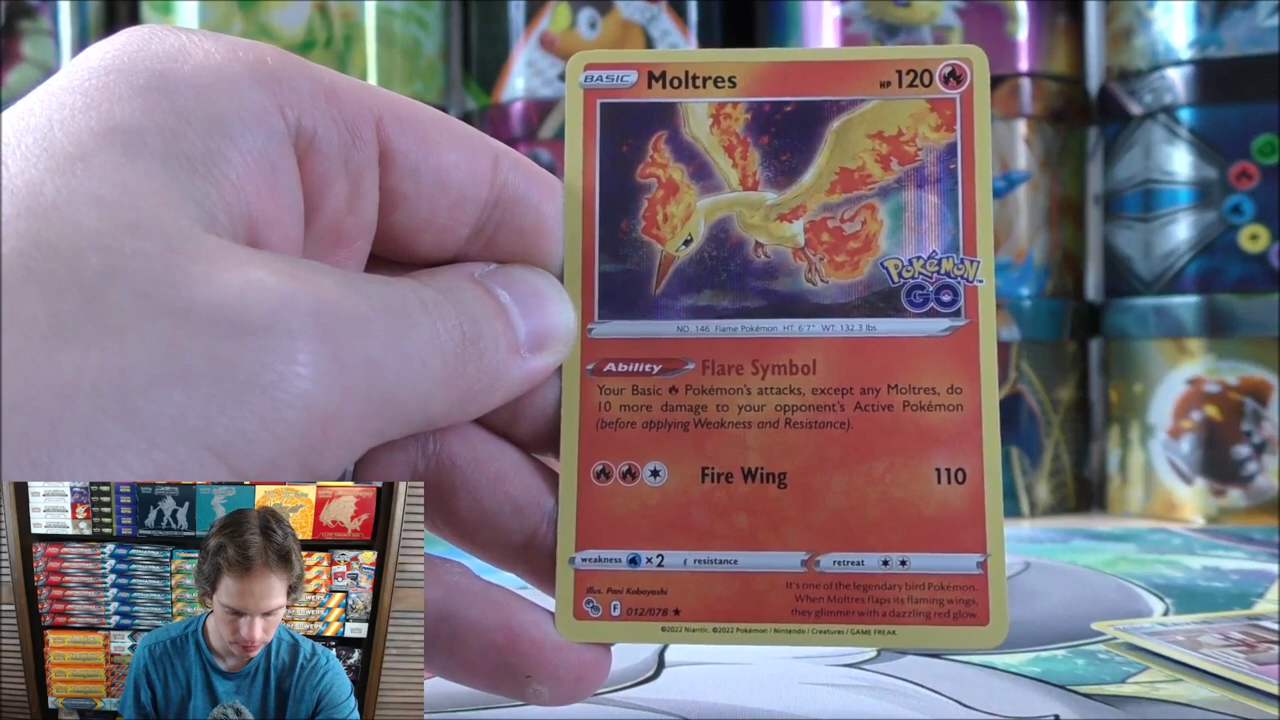 BASIC Moltres HP 120
POKÉMON™
GO
NO. 146 Flame Pokémon HT: 6'7" WT: 132.3 lbs.
Ability Flare Symbol
Your Basic Pokémon's attacks, except any Moltres, do
10 more damage to your opponent's Active Pokémon
(before applying Weakness and Resistance).
Fire Wing 110
weakness ×2 resistance retreat
Illus. Pani Kobayashi
F 012/078 ★
It's one of the legendary bird Pokémon.
When Moltres flaps its flaming wings,
they glimmer with a dazzling red glow.
©2022 Niantic. ©2022 Pokémon / Nintendo / Creatures / GAME FREAK.